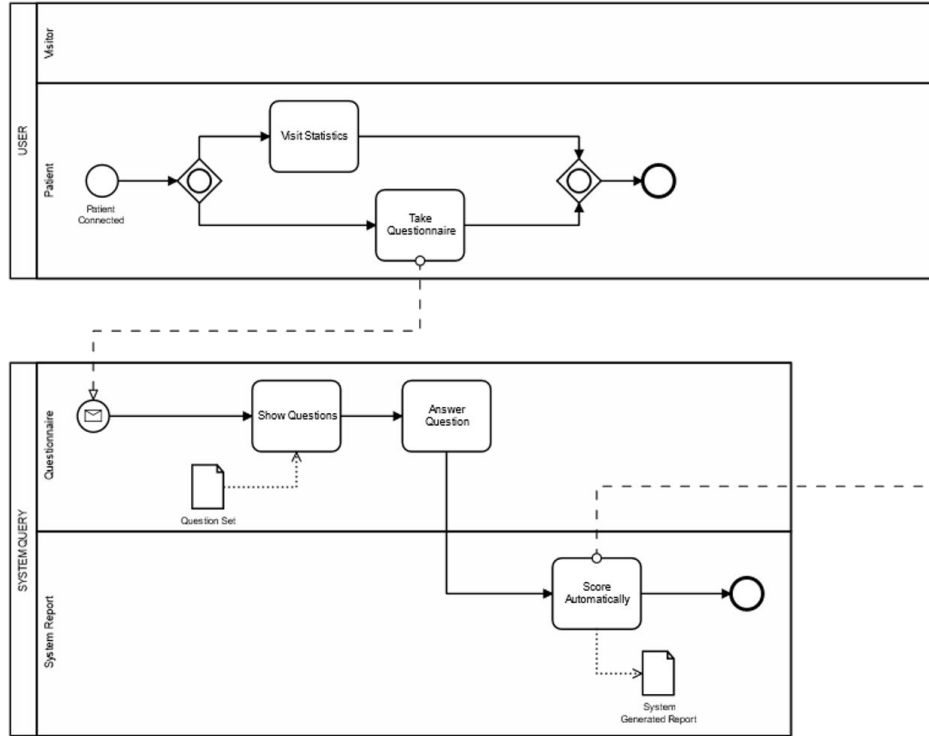 USER
Visitor
Patient
Patient
Connected
Visit Statistics
Take
Questionnaire
SYSTEM QUERY
Questionnaire
Show Questions
Answer
Question
Question Set
System Report
Score
Automatically
System
Generated Report